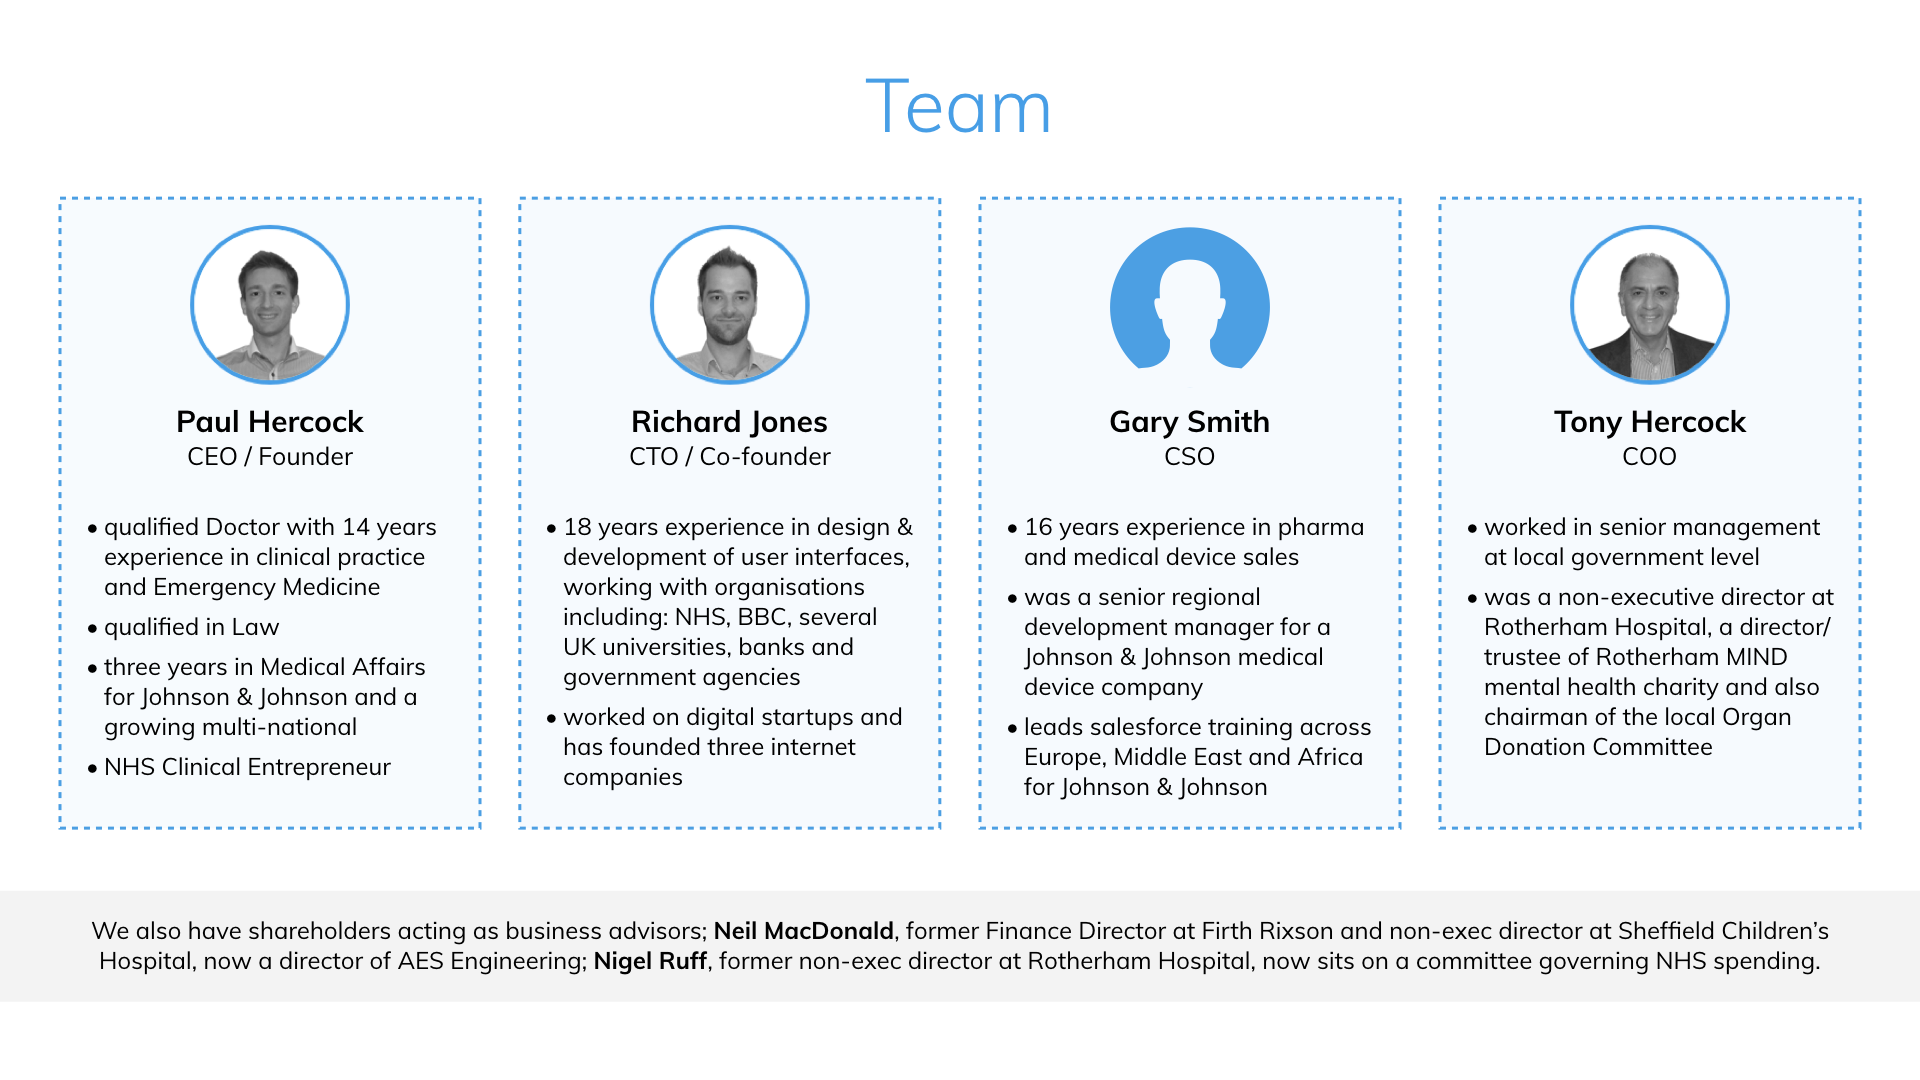 Team
Paul Hercock
CEO / Founder
• qualified Doctor with 14 years
experience in clinical practice
and Emergency Medicine
• qualified in Law
• three years in Medical Affairs
for Johnson & Johnson and a
growing multi-national
• NHS Clinical Entrepreneur
Richard Jones
CTO / Co-founder
• 18 years experience in design &
development of user interfaces,
working with organisations
including: NHS, BBC, several
UK universities, banks and
government agencies
• worked on digital startups and
has founded three internet
companies
Gary Smith
CSO
• 16 years experience in pharma
and medical device sales
• was a senior regional
development manager for a
Johnson & Johnson medical
device company
• leads salesforce training across
Europe, Middle East and Africa
for Johnson & Johnson
Tony Hercock
COO
• worked in senior management
at local government level
• was a non-executive director at
Rotherham Hospital, a director/
trustee of Rotherham MIND
mental health charity and also
chairman of the local Organ
Donation Committee
We also have shareholders acting as business advisors; Neil MacDonald, former Finance Director at Firth Rixson and non-exec director at Sheffield Children’s
Hospital, now a director of AES Engineering; Nigel Ruff, former non-exec director at Rotherham Hospital, now sits on a committee governing NHS spending.